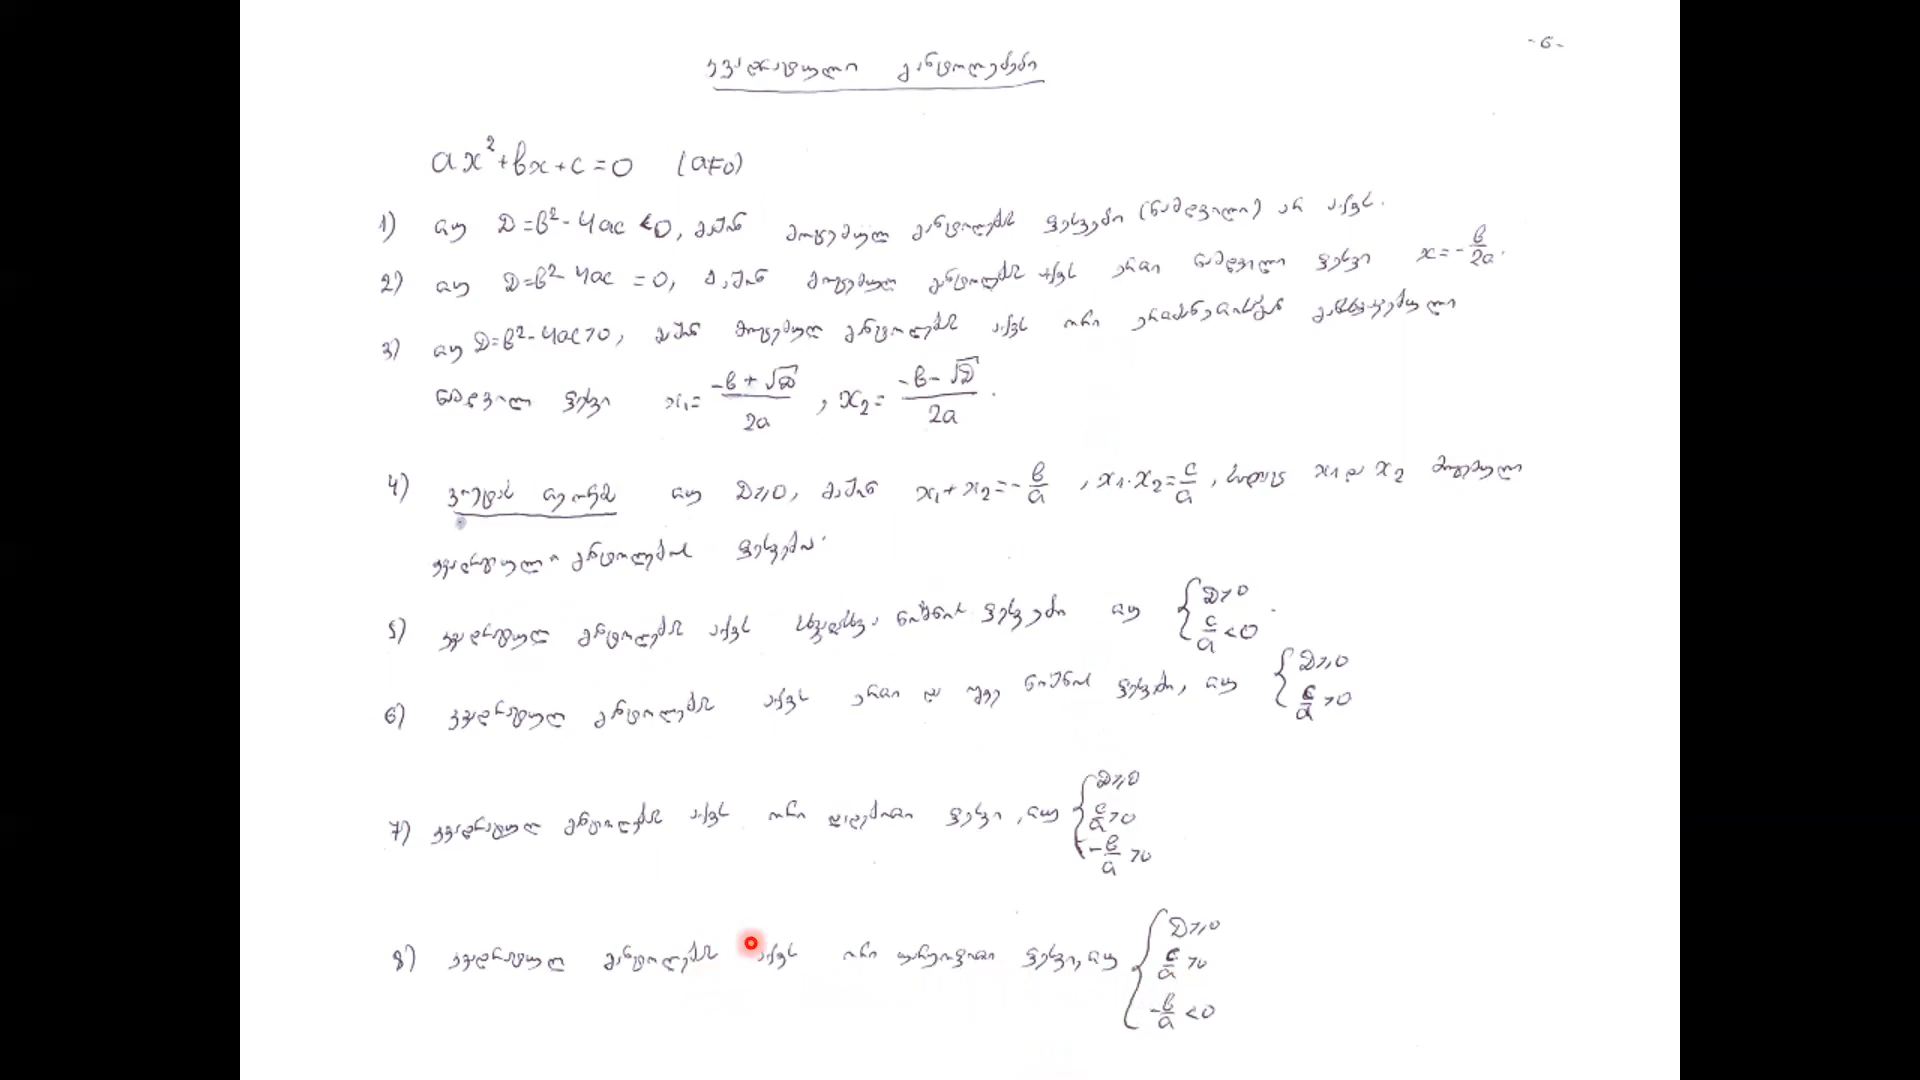 -6-
კვადრატული განტოლებები
ax²+bx+c=0 (a≠0)
1) თუ D=b²-4ac<0, მაშინ მოცემულ განტოლებას ფესვები (ნამდვილი) არ აქვს.
2) თუ D=b²-4ac=0, მაშინ მოცემულ განტოლებას აქვს ერთი ნამდვილი ფესვი x=-b/2a.
3) თუ D=b²-4ac>0, მაშინ მოცემულ განტოლებას აქვს ორი ერთმანეთისგან განსხვავებული
ნამდვილი ფესვი x₁=(-b+√D)/2a, x₂=(-b-√D)/2a.
4) ვიეტას თეორემა თუ D≥0, მაშინ x₁+x₂=-b/a, x₁·x₂=c/a, სადაც x₁ და x₂ მოცემული
კვადრატული განტოლების ფესვებია.
5) კვადრატულ განტოლებას აქვს სხვადასხვა ნიშნის ფესვები თუ { D>0
c/a<0.
6) კვადრატულ განტოლებას აქვს ერთი და იგივე ნიშნის ფესვები, თუ { D≥0
c/a>0
7) კვადრატულ განტოლებას აქვს ორი დადებითი ფესვი, თუ { D≥0
c/a>0
-b/a>0
8) კვადრატულ განტოლებას აქვს ორი უარყოფითი ფესვი, თუ { D≥0
c/a>0
-b/a<0